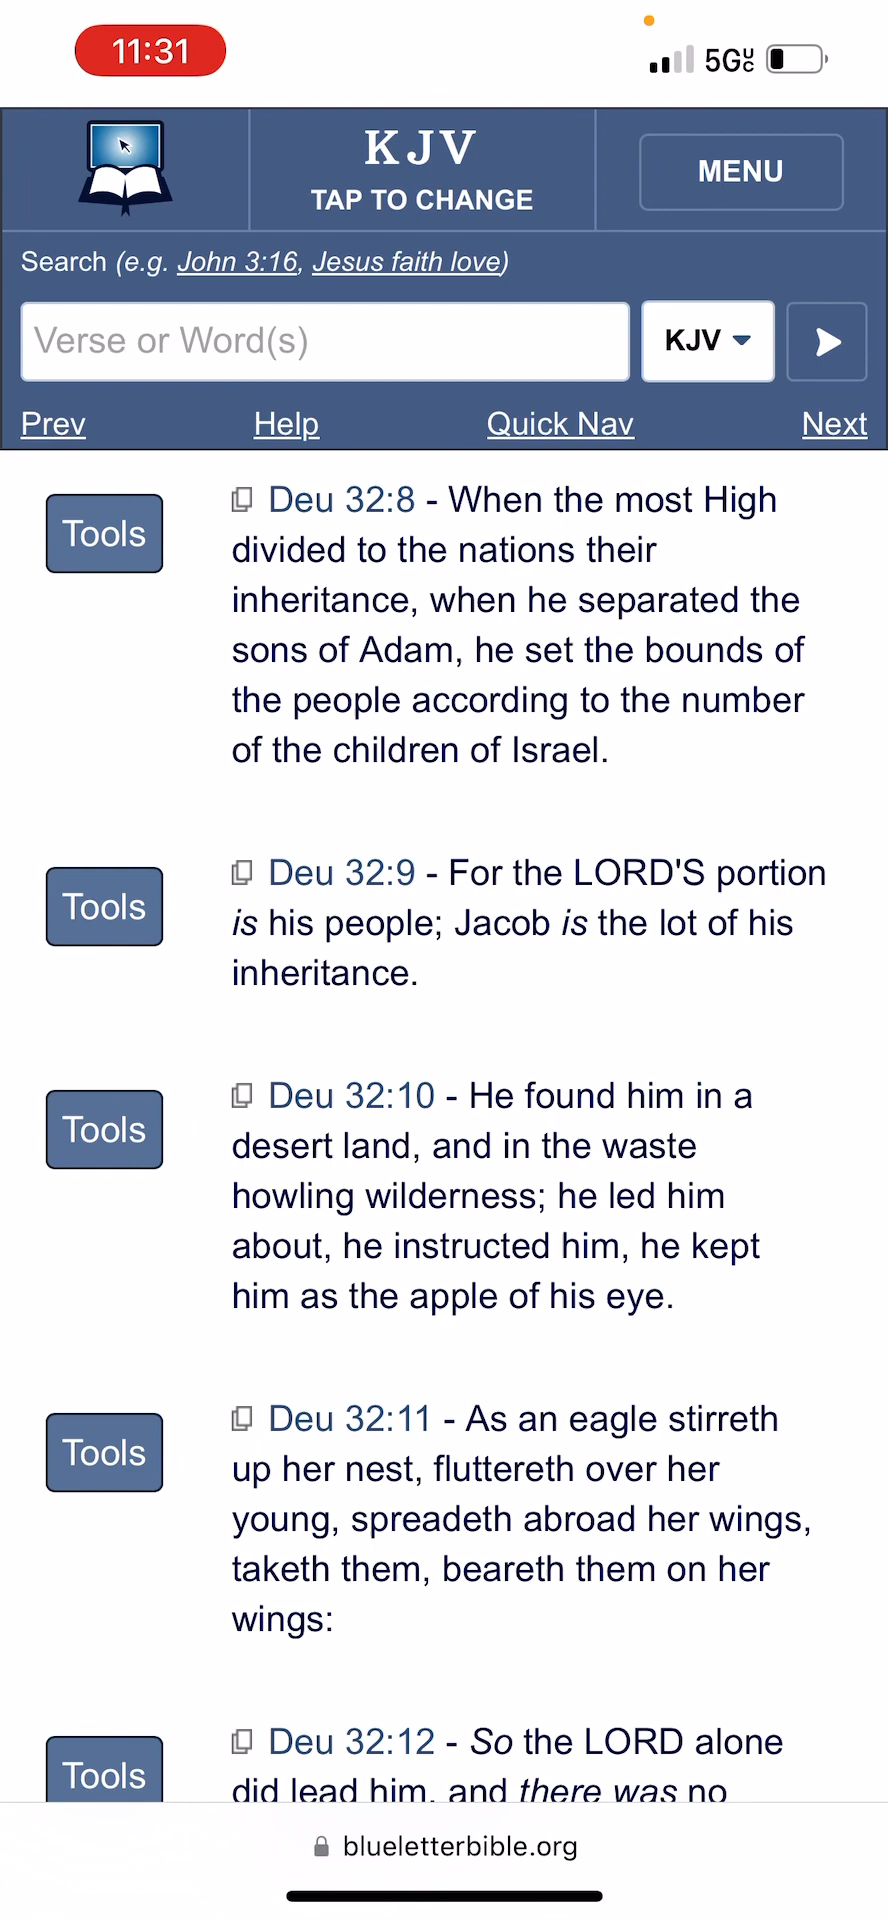 11:31
5GUC
KJV
TAP TO CHANGE
MENU
Search (e.g. John 3:16, Jesus faith love)
Verse or Word(s)
KJV
Prev Help Quick Nav Next
Tools
Deu 32:8 - When the most High
divided to the nations their
inheritance, when he separated the
sons of Adam, he set the bounds of
the people according to the number
of the children of Israel.
Tools
Deu 32:9 - For the LORD'S portion
is his people; Jacob is the lot of his
inheritance.
Tools
Deu 32:10 - He found him in a
desert land, and in the waste
howling wilderness; he led him
about, he instructed him, he kept
him as the apple of his eye.
Tools
Deu 32:11 - As an eagle stirreth
up her nest, fluttereth over her
young, spreadeth abroad her wings,
taketh them, beareth them on her
wings:
Tools
Deu 32:12 - So the LORD alone
did lead him, and there was no
blueletterbible.org